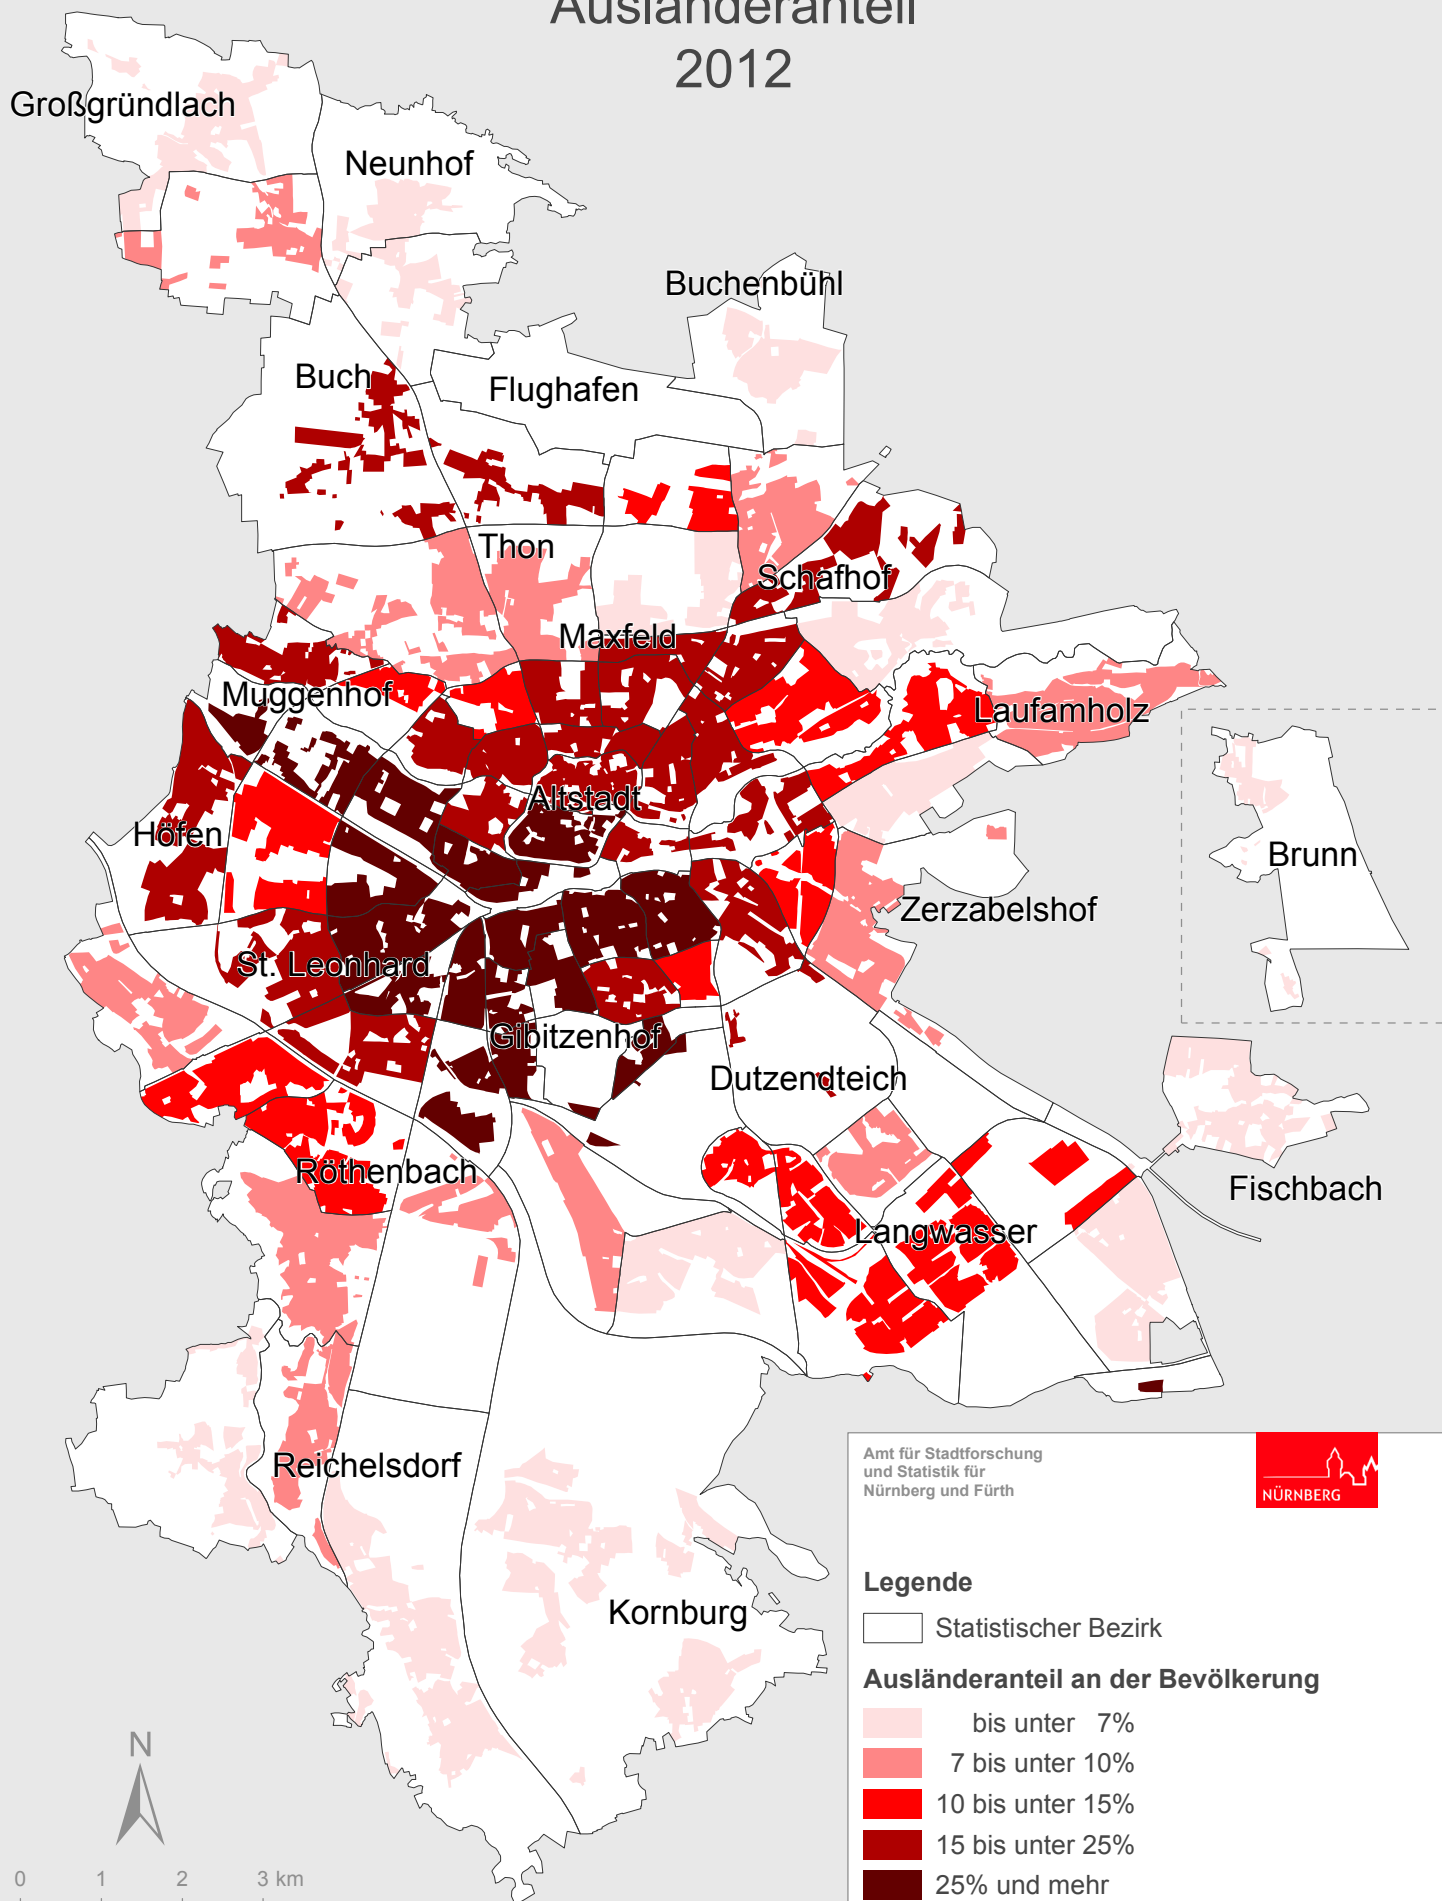 Ausländeranteil
2012
Großgründlach
Neunhof
Buchenbühl
Buch
Flughafen
Thon
Schafhof
Maxfeld
Muggenhof
Laufamholz
Altstadt
Höfen
Brunn
Zerzabelshof
St. Leonhard
Gibitzenhof
Dutzendteich
Röthenbach
Fischbach
Langwasser
Reichelsdorf
Kornburg
Amt für Stadtforschung
und Statistik für
Nürnberg und Fürth
NÜRNBERG
Legende
Statistischer Bezirk
Ausländeranteil an der Bevölkerung
bis unter 7%
7 bis unter 10%
10 bis unter 15%
15 bis unter 25%
25% und mehr
N
0 1 2 3 km